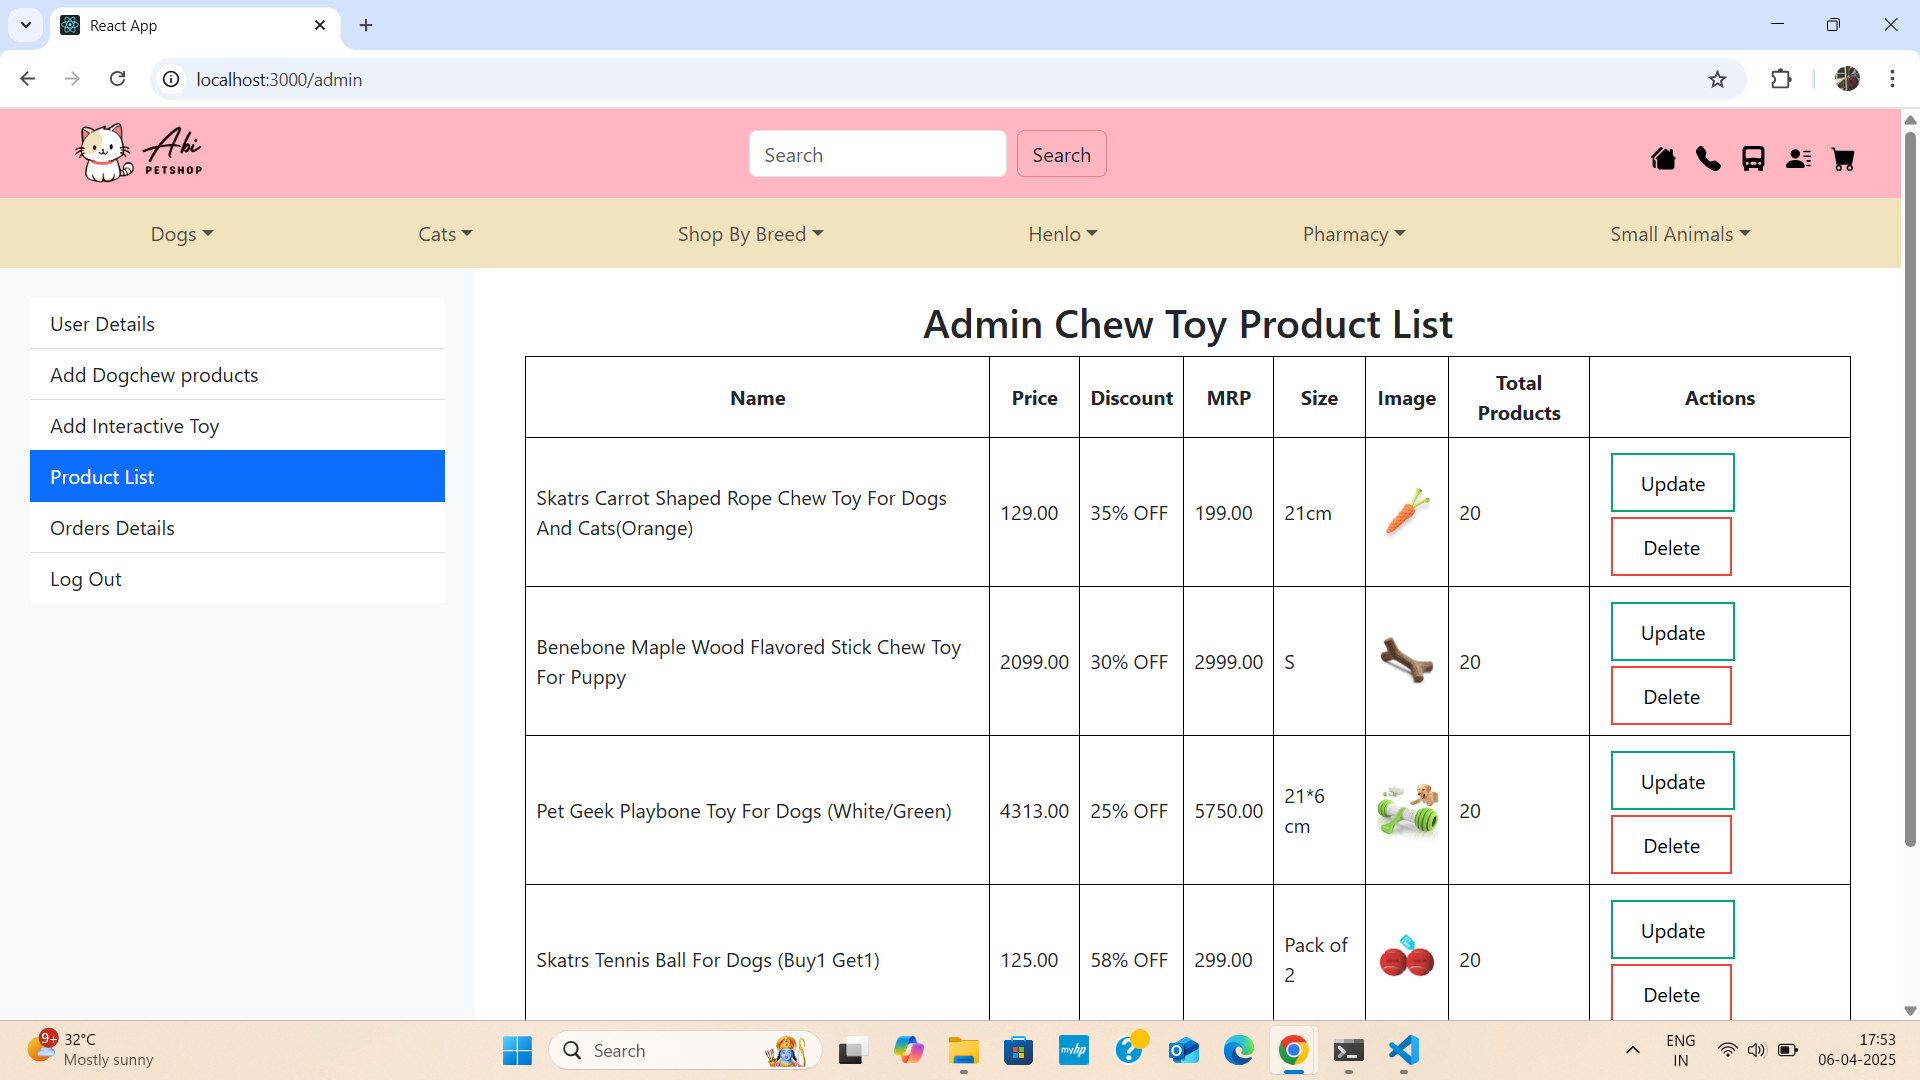 React App
localhost:3000/admin
Abi
PETSHOP
Search
Search
Dogs
Cats
Shop By Breed
Henlo
Pharmacy
Small Animals
User Details
Add Dogchew products
Add Interactive Toy
Product List
Orders Details
Log Out
Admin Chew Toy Product List
Name Price Discount MRP Size Image Total Products Actions
Skatrs Carrot Shaped Rope Chew Toy For Dogs
And Cats(Orange)
129.00
35% OFF
199.00
21cm
20
Update
Delete
Benebone Maple Wood Flavored Stick Chew Toy
For Puppy
2099.00
30% OFF
2999.00
S
20
Update
Delete
Pet Geek Playbone Toy For Dogs (White/Green)
4313.00
25% OFF
5750.00
21*6
cm
20
Update
Delete
Skatrs Tennis Ball For Dogs (Buy1 Get1)
125.00
58% OFF
299.00
Pack of
2
20
Update
Delete
9+
32°C
Mostly sunny
Search
myhp
ENG
IN
17:53
06-04-2025